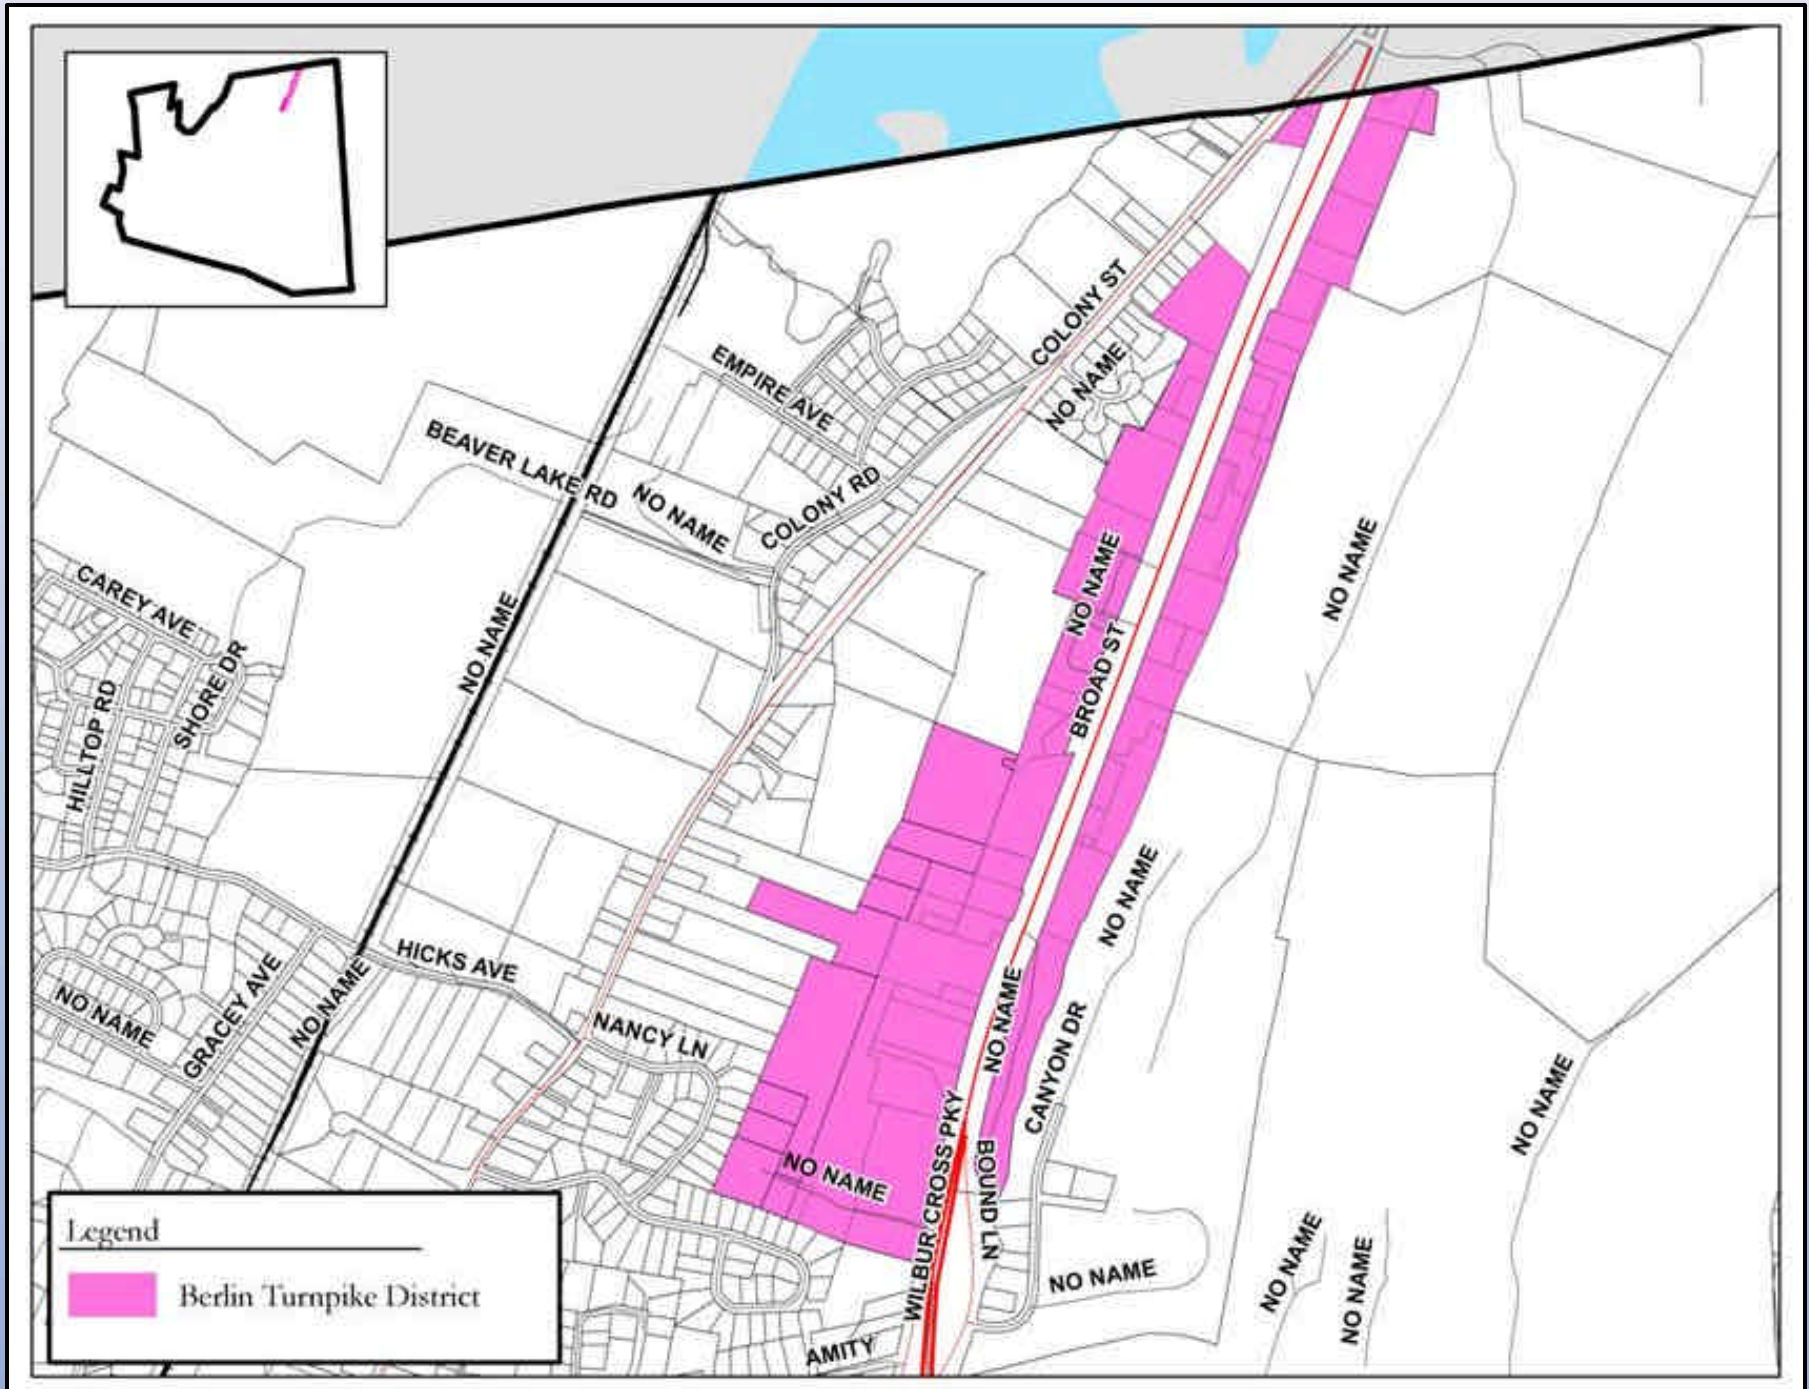 COLONY ST
NO NAME
EMPIRE AVE
BEAVER LAKE RD
NO NAME
COLONY RD
NO NAME
NO NAME
CAREY AVE
NO NAME
SHORE DR
HILLTOP RD
BROAD ST
NO NAME
HICKS AVE
NO NAME
GRACEY AVE
NO NAME
NANCY LN
NO NAME
CANYON DR
NO NAME
NO NAME
WILBUR CROSS PKY
BOUND LN
NO NAME
NO NAME
NO NAME
AMITY
Legend
Berlin Turnpike District